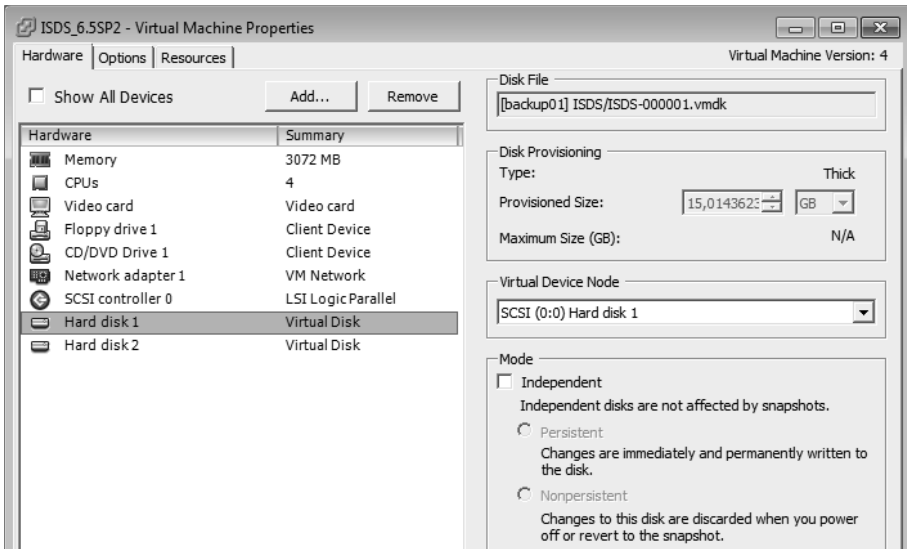 ISDS_6.5SP2 - Virtual Machine Properties
Hardware Options Resources
Virtual Machine Version: 4
Show All Devices
Add...
Remove
Hardware Summary
Memory 3072 MB
CPUs 4
Video card Video card
Floppy drive 1 Client Device
CD/DVD Drive 1 Client Device
Network adapter 1 VM Network
SCSI controller 0 LSI Logic Parallel
Hard disk 1 Virtual Disk
Hard disk 2 Virtual Disk
Disk File
[backup01] ISDS/ISDS-000001.vmdk
Disk Provisioning
Type: Thick
Provisioned Size: 15,0143623 GB
Maximum Size (GB): N/A
Virtual Device Node
SCSI (0:0) Hard disk 1
Mode
Independent
Independent disks are not affected by snapshots.
Persistent
Changes are immediately and permanently written to
the disk.
Nonpersistent
Changes to this disk are discarded when you power
off or revert to the snapshot.